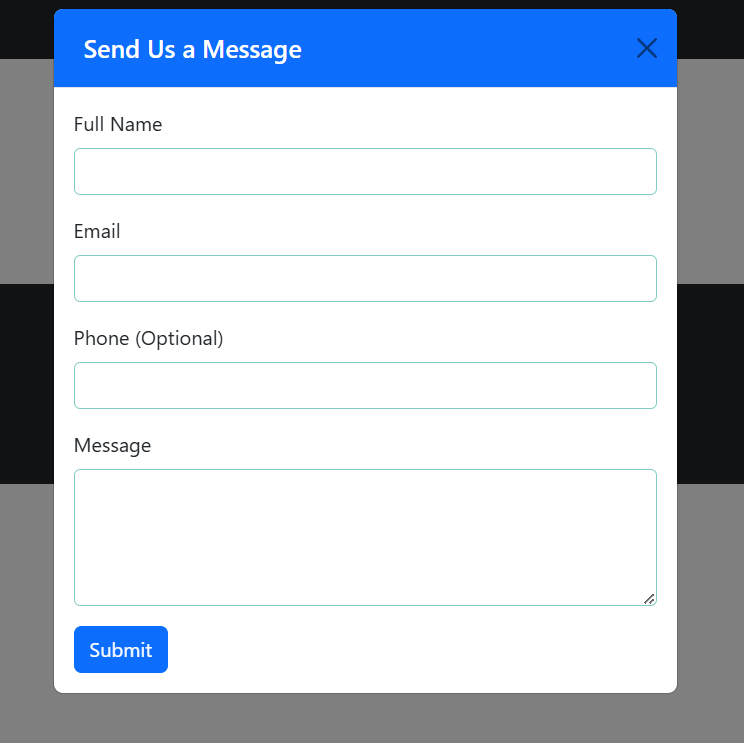 Send Us a Message
Full Name
Email
Phone (Optional)
Message
Submit